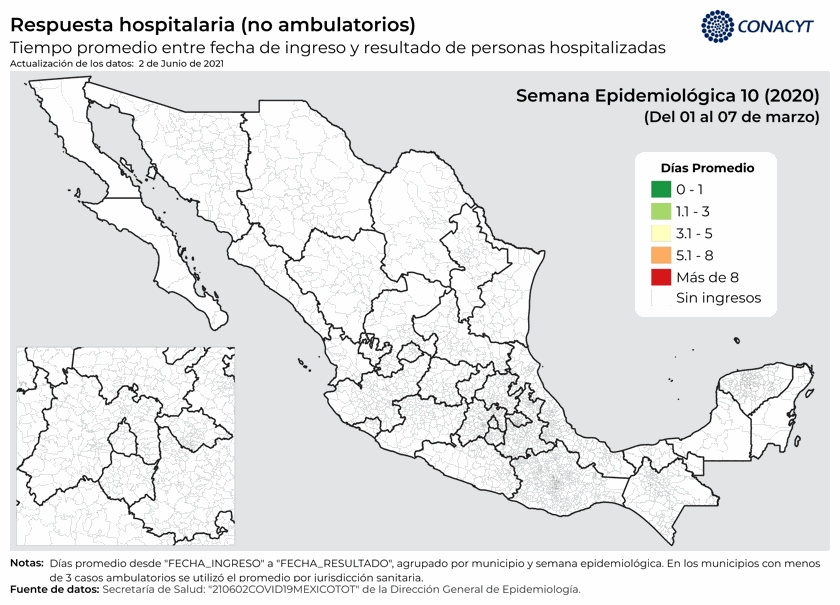 Respuesta hospitalaria (no ambulatorios)
Tiempo promedio entre fecha de ingreso y resultado de personas hospitalizadas
Actualización de los datos: 2 de Junio de 2021
CONACYT
Semana Epidemiológica 10 (2020)
(Del 01 al 07 de marzo)
Días Promedio
0 - 1
1.1 - 3
3.1 - 5
5.1 - 8
Más de 8
Sin ingresos
Notas: Días promedio desde "FECHA_INGRESO" a "FECHA_RESULTADO", agrupado por municipio y semana epidemiológica. En los municipios con menos
de 3 casos ambulatorios se utilizó el promedio por jurisdicción sanitaria.
Fuente de datos: Secretaría de Salud: "210602COVID19MEXICOTOT" de la Dirección General de Epidemiología.